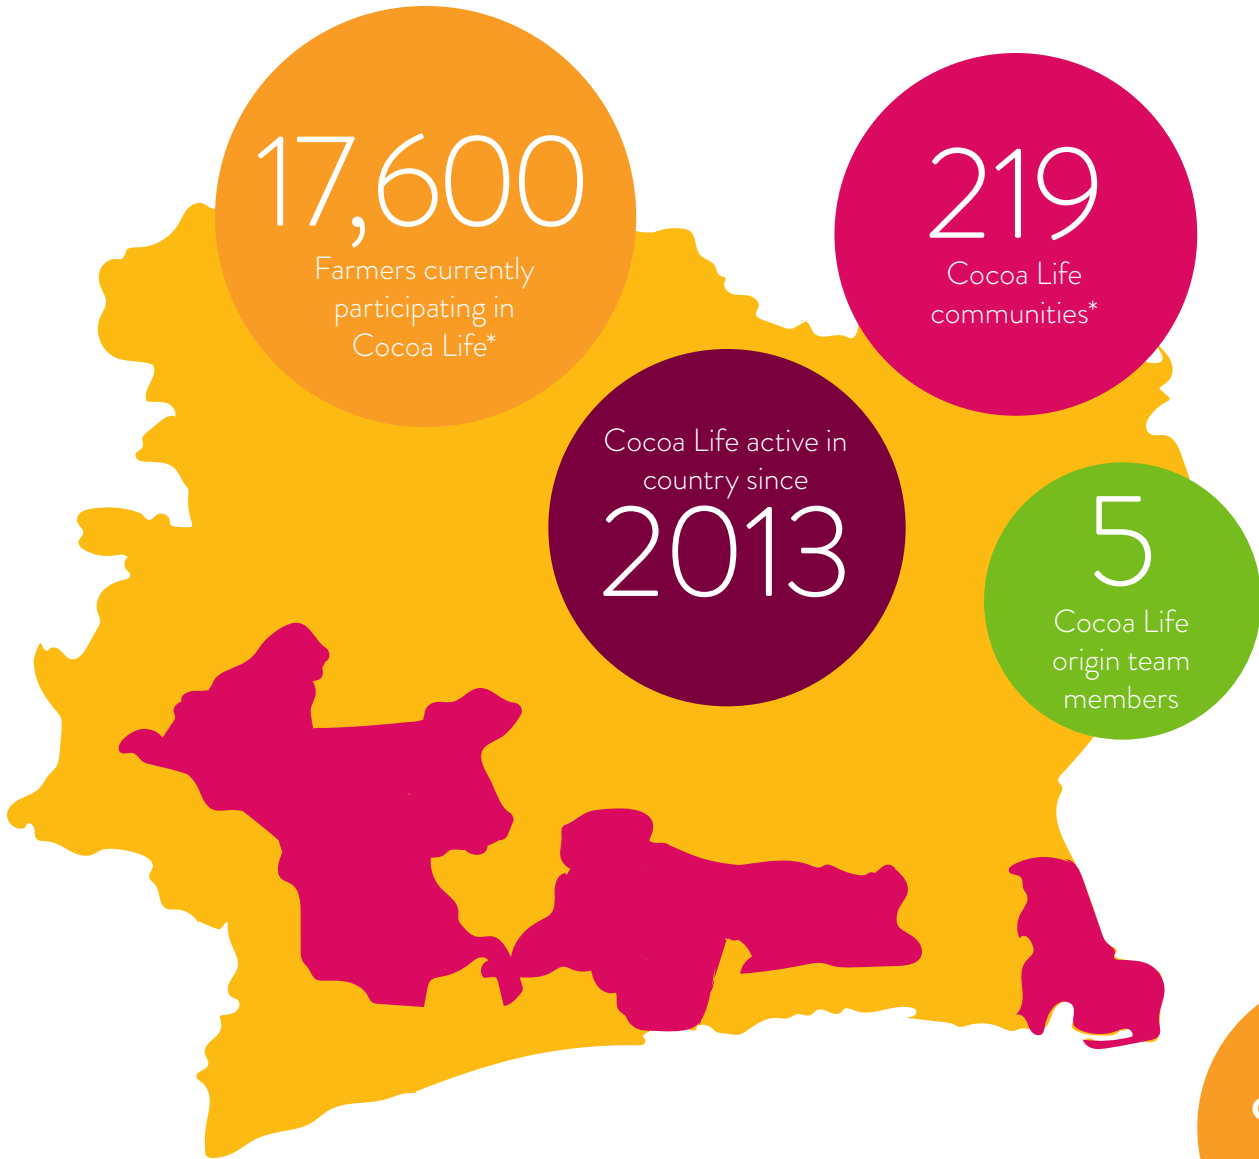 17,600
Farmers currently
participating in
Cocoa Life*
219
Cocoa Life
communities*
Cocoa Life active in
country since
2013
5
Cocoa Life
origin team
members